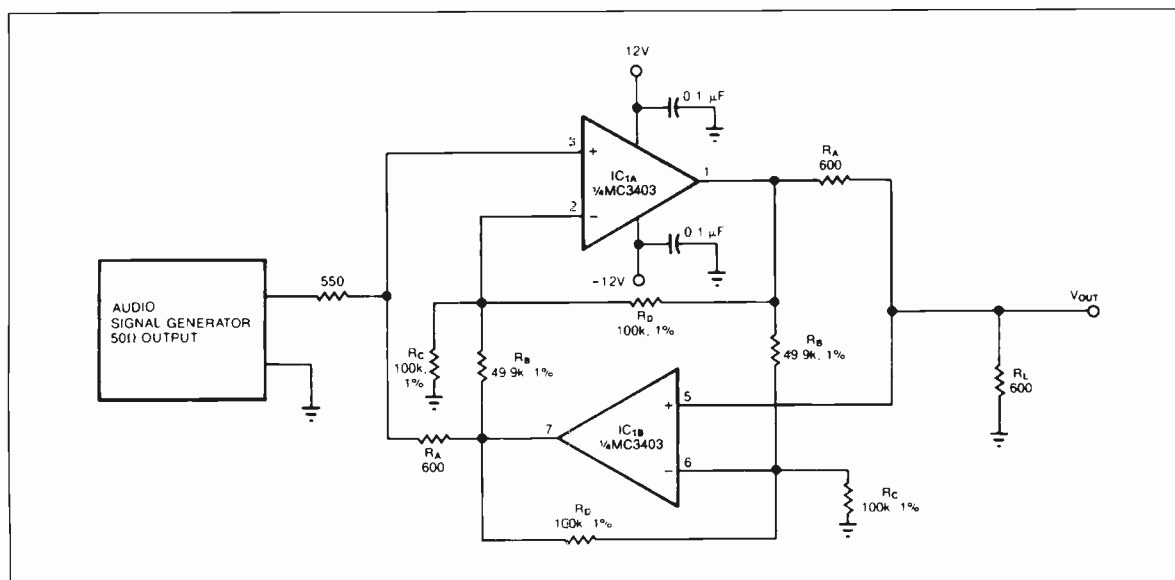 12V
0.1 μF
3
+
IC1A
¼MC3403
1
RA
600
2
−
0.1 μF
−12V
550
AUDIO
SIGNAL GENERATOR
50Ω OUTPUT
RD
100k, 1%
VOUT
RC
100k,
1%
RB
49.9k 1%
RB
49.9k, 1%
RL
600
+
5
IC1B
¼MC3403
7
−
6
RA
600
RC
100k 1%
RD
100k 1%